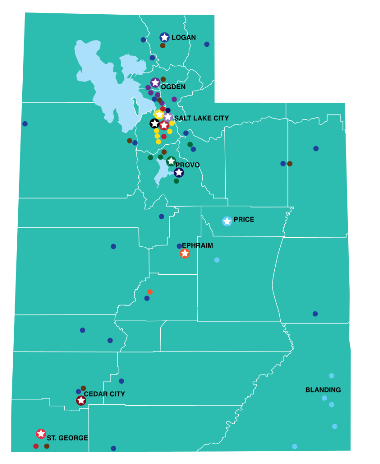 LOGAN
OGDEN
SALT LAKE CITY
PROVO
PRICE
EPHRAIM
BLANDING
CEDAR CITY
ST. GEORGE